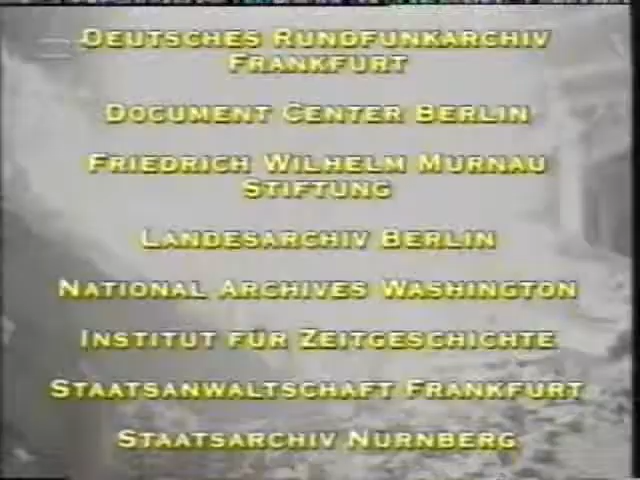 DEUTSCHES RUNDFUNKARCHIV
FRANKFURT
DOCUMENT CENTER BERLIN
FRIEDRICH WILHELM MURNAU
STIFTUNG
LANDESARCHIV BERLIN
NATIONAL ARCHIVES WASHINGTON
INSTITUT FÜR ZEITGESCHICHTE
STAATSANWALTSCHAFT FRANKFURT
STAATSARCHIV NÜRNBERG